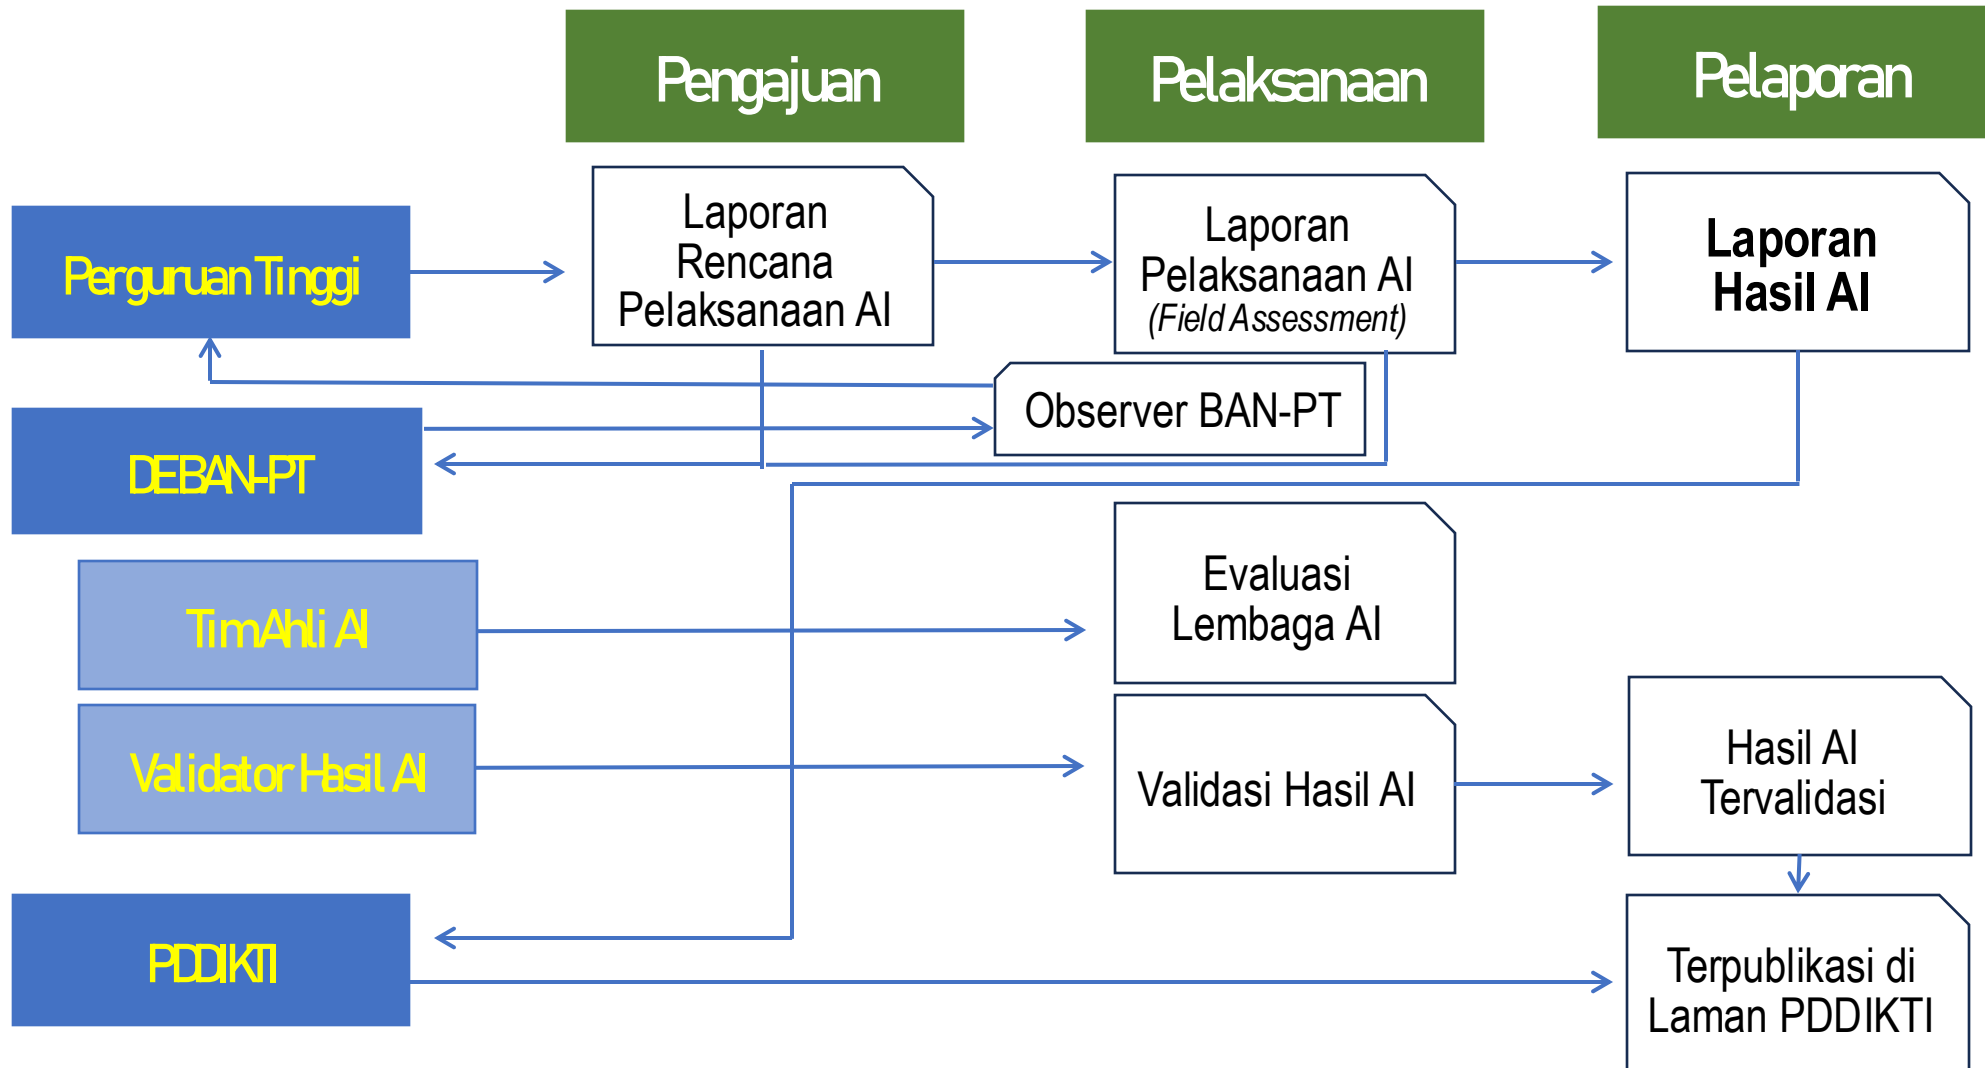 Pengajuan
Pelaksanaan
Pelaporan
Perguruan Tinggi
Laporan
Rencana
Pelaksanaan AI
Laporan
Pelaksanaan AI
(Field Assessment)
Laporan
Hasil AI
DEBAN-PT
Observer BAN-PT
Tim Ahli AI
Evaluasi
Lembaga AI
Validator Hasil AI
Validasi Hasil AI
Hasil AI
Tervalidasi
PDDIKTI
Terpublikasi di
Laman PDDIKTI